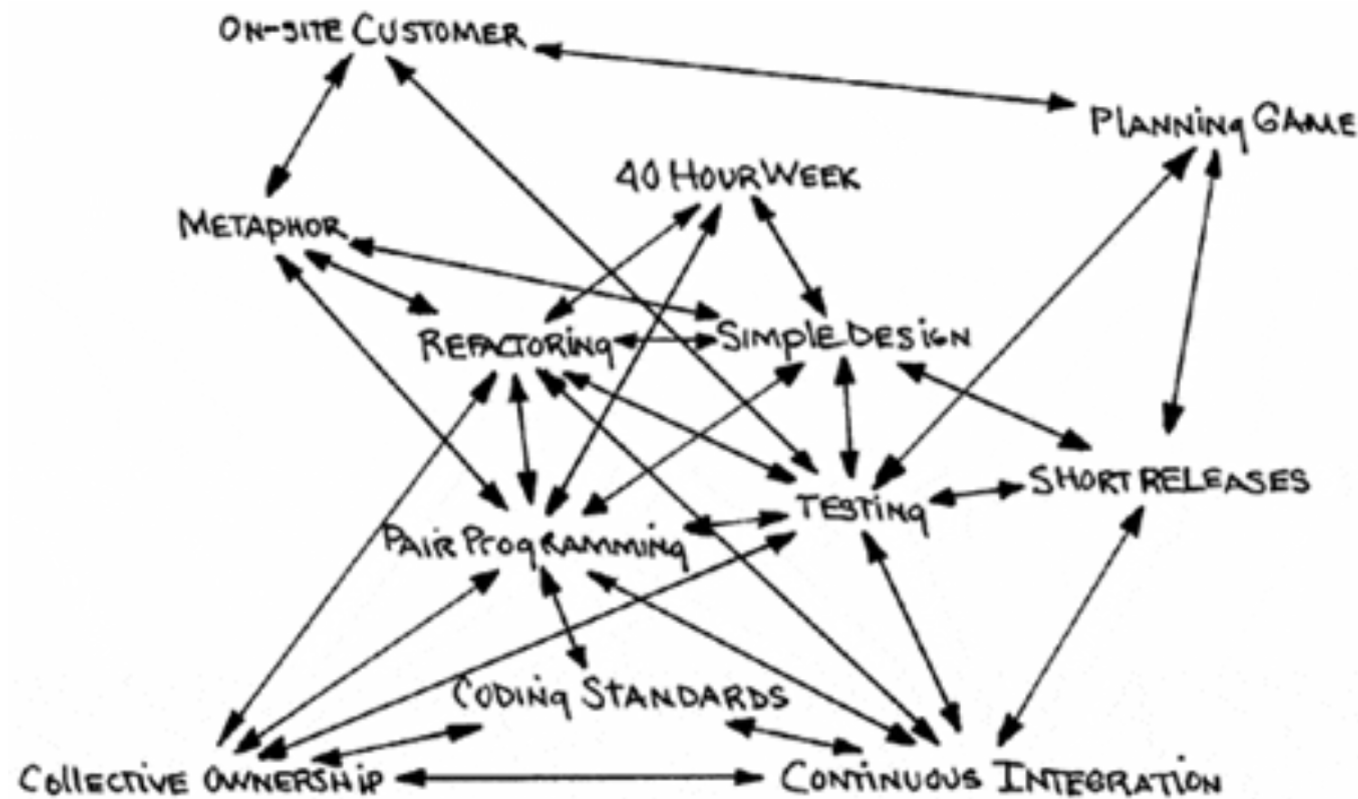 ON-SITE CUSTOMER
PLANNING GAME
40 HOUR WEEK
METAPHOR
REFACTORING
SIMPLE DESIGN
SHORT RELEASES
TESTING
PAIR PROGRAMMING
CODING STANDARDS
COLLECTIVE OWNERSHIP
CONTINUOUS INTEGRATION